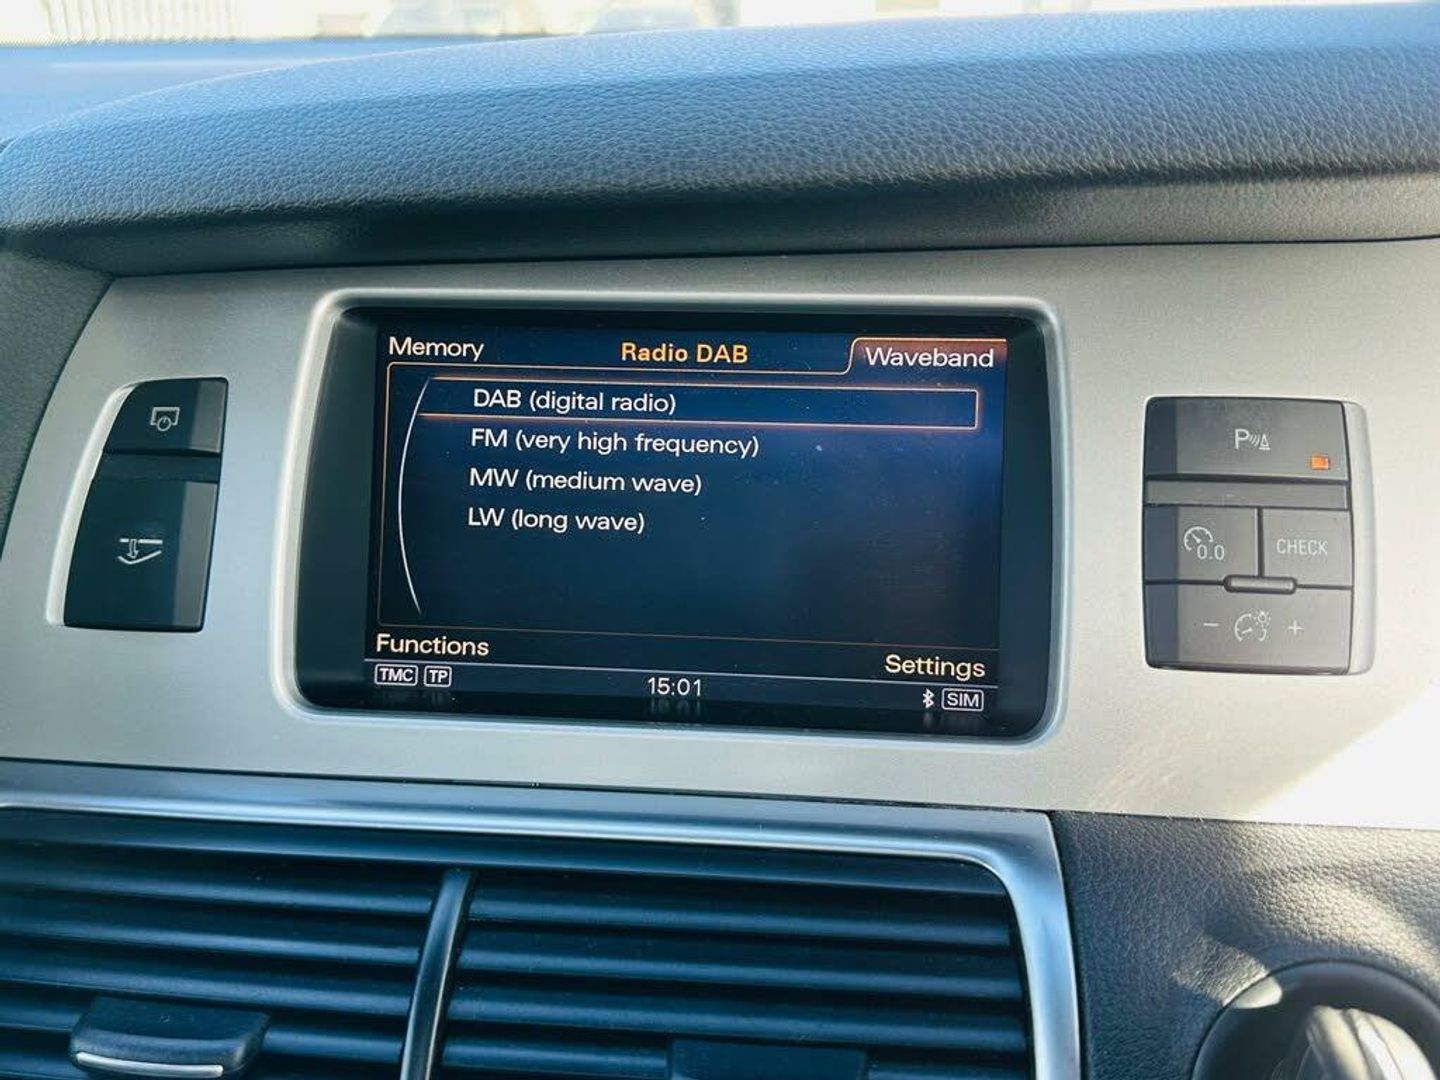 Memory Radio DAB Waveband
DAB (digital radio)
FM (very high frequency)
MW (medium wave)
LW (long wave)
Functions Settings
TMC TP 15:01 SIM
P
0.0 CHECK
- +